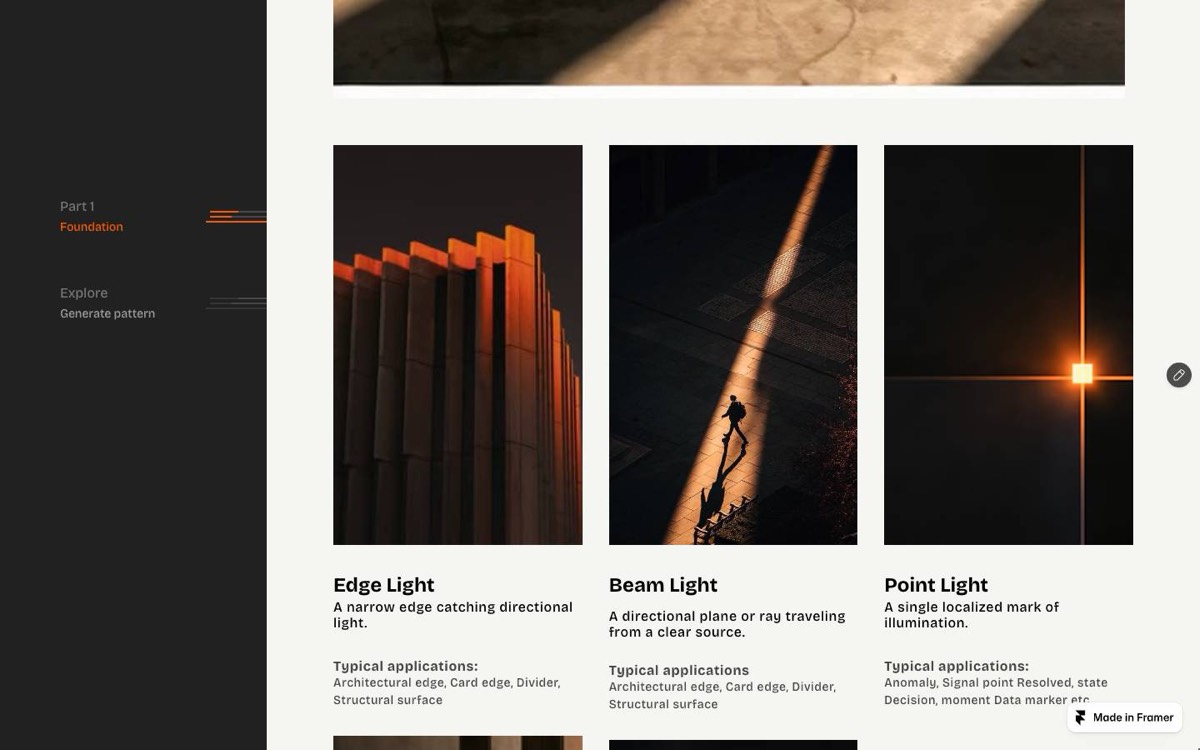 Part 1
Foundation
Explore
Generate pattern
Edge Light
A narrow edge catching directional
light.
Typical applications:
Architectural edge, Card edge, Divider,
Structural surface
Beam Light
A directional plane or ray traveling
from a clear source.
Typical applications
Architectural edge, Card edge, Divider,
Structural surface
Point Light
A single localized mark of
illumination.
Typical applications:
Anomaly, Signal point Resolved, state
Decision, moment Data marker etc
Made in Framer